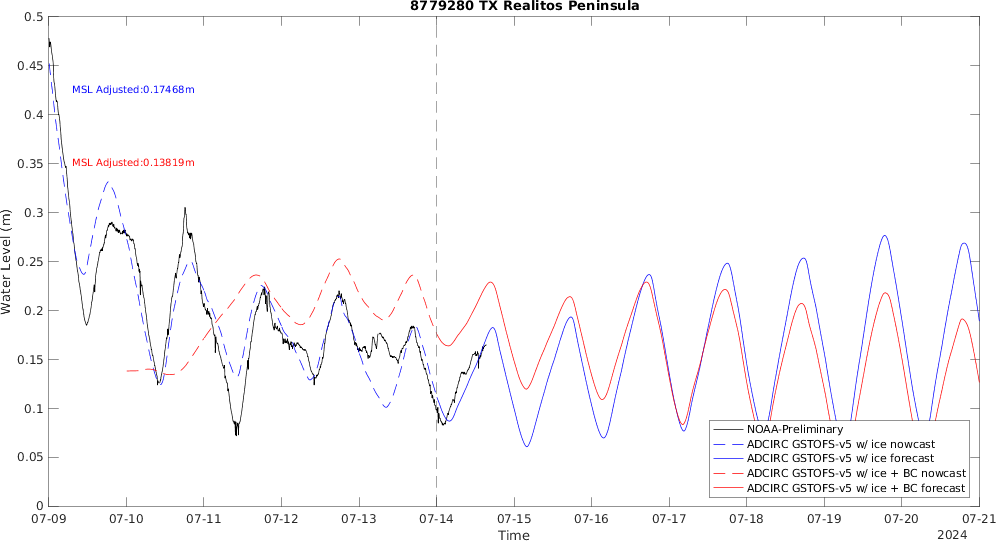 8779280 TX Realitos Peninsula
0.5
0.45
0.4
0.35
0.3
0.25
0.2
0.15
0.1
0.05
0
Water Level (m)
MSL Adjusted:0.17468m
MSL Adjusted:0.13819m
NOAA-Preliminary
ADCIRC GSTOFS-v5 w/ ice nowcast
ADCIRC GSTOFS-v5 w/ ice forecast
ADCIRC GSTOFS-v5 w/ ice + BC nowcast
ADCIRC GSTOFS-v5 w/ ice + BC forecast
07-09 07-10 07-11 07-12 07-13 07-14 07-15 07-16 07-17 07-18 07-19 07-20 07-21
Time
2024